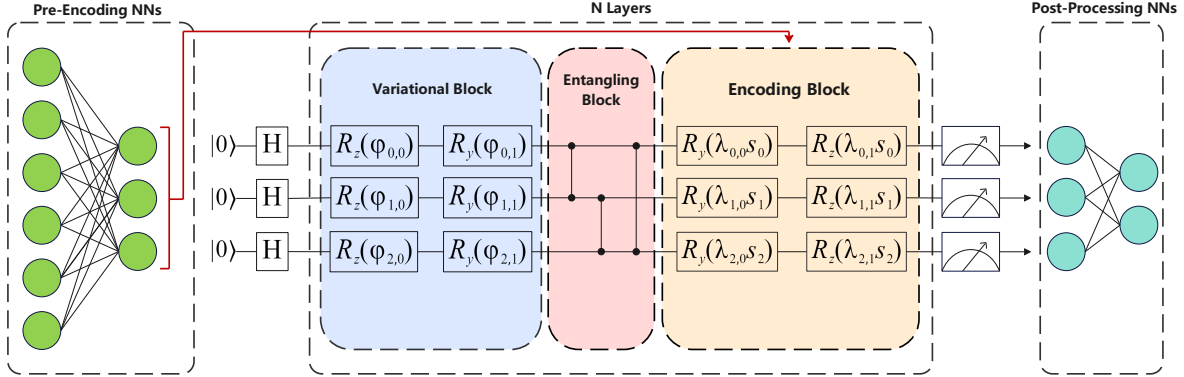 Pre-Encoding NNs
N Layers
Post-Processing NNs
Variational Block
Entangling
Block
Encoding Block
|0⟩ H R_z(φ_{0,0}) R_y(φ_{0,1}) R_y(λ_{0,0}s_0) R_z(λ_{0,1}s_0)
|0⟩ H R_z(φ_{1,0}) R_y(φ_{1,1}) R_y(λ_{1,0}s_1) R_z(λ_{1,1}s_1)
|0⟩ H R_z(φ_{2,0}) R_y(φ_{2,1}) R_y(λ_{2,0}s_2) R_z(λ_{2,1}s_2)